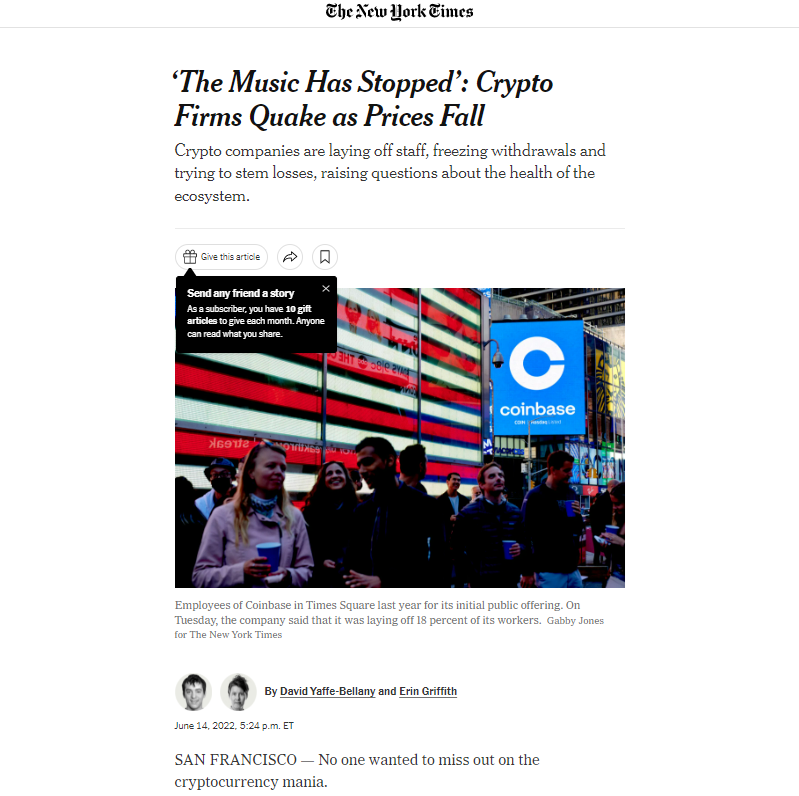 The New York Times
‘The Music Has Stopped’: Crypto
Firms Quake as Prices Fall
Crypto companies are laying off staff, freezing withdrawals and
trying to stem losses, raising questions about the health of the
ecosystem.
Give this article
Send any friend a story
As a subscriber, you have 10 gift
articles to give each month. Anyone
can read what you share.
coinbase
streak
Employees of Coinbase in Times Square last year for its initial public offering. On
Tuesday, the company said that it was laying off 18 percent of its workers. Gabby Jones
for The New York Times
By David Yaffe-Bellany and Erin Griffith
June 14, 2022, 5:24 p.m. ET
SAN FRANCISCO — No one wanted to miss out on the
cryptocurrency mania.